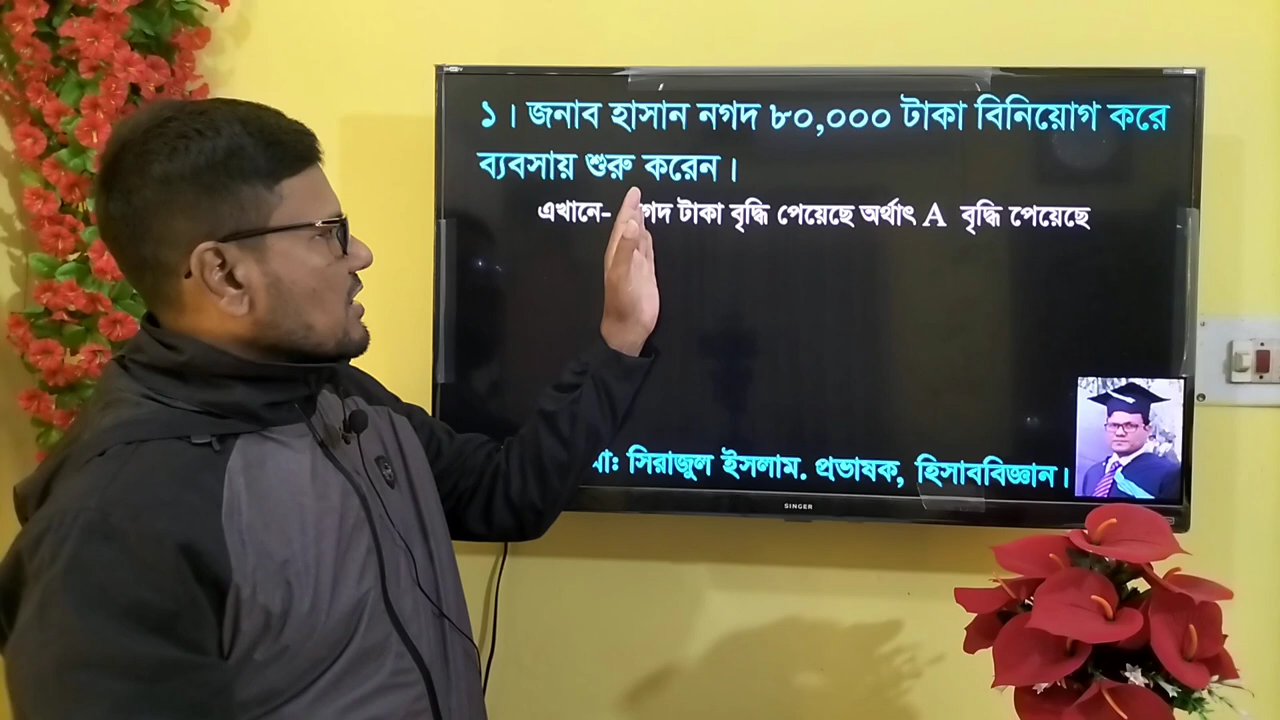 ১। জনাব হাসান নগদ ৮০,০০০ টাকা বিনিয়োগ করে
ব্যবসায় শুরু করেন।
এখানে- টাকা বৃদ্ধি পেয়েছে অর্থাৎ A বৃদ্ধি পেয়েছে
সিরাজুল ইসলাম. প্রভাষক, হিসাববিজ্ঞান।
SINGER